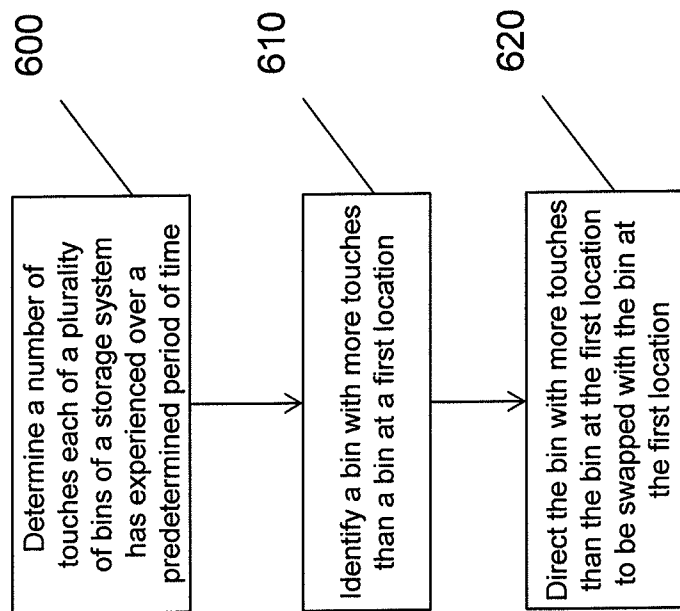 Determine a number of
touches each of a plurality
of bins of a storage system
has experienced over a
predetermined period of time
600
Identify a bin with more touches
than a bin at a first location
610
Direct the bin with more touches
than the bin at the first location
to be swapped with the bin at
the first location
620